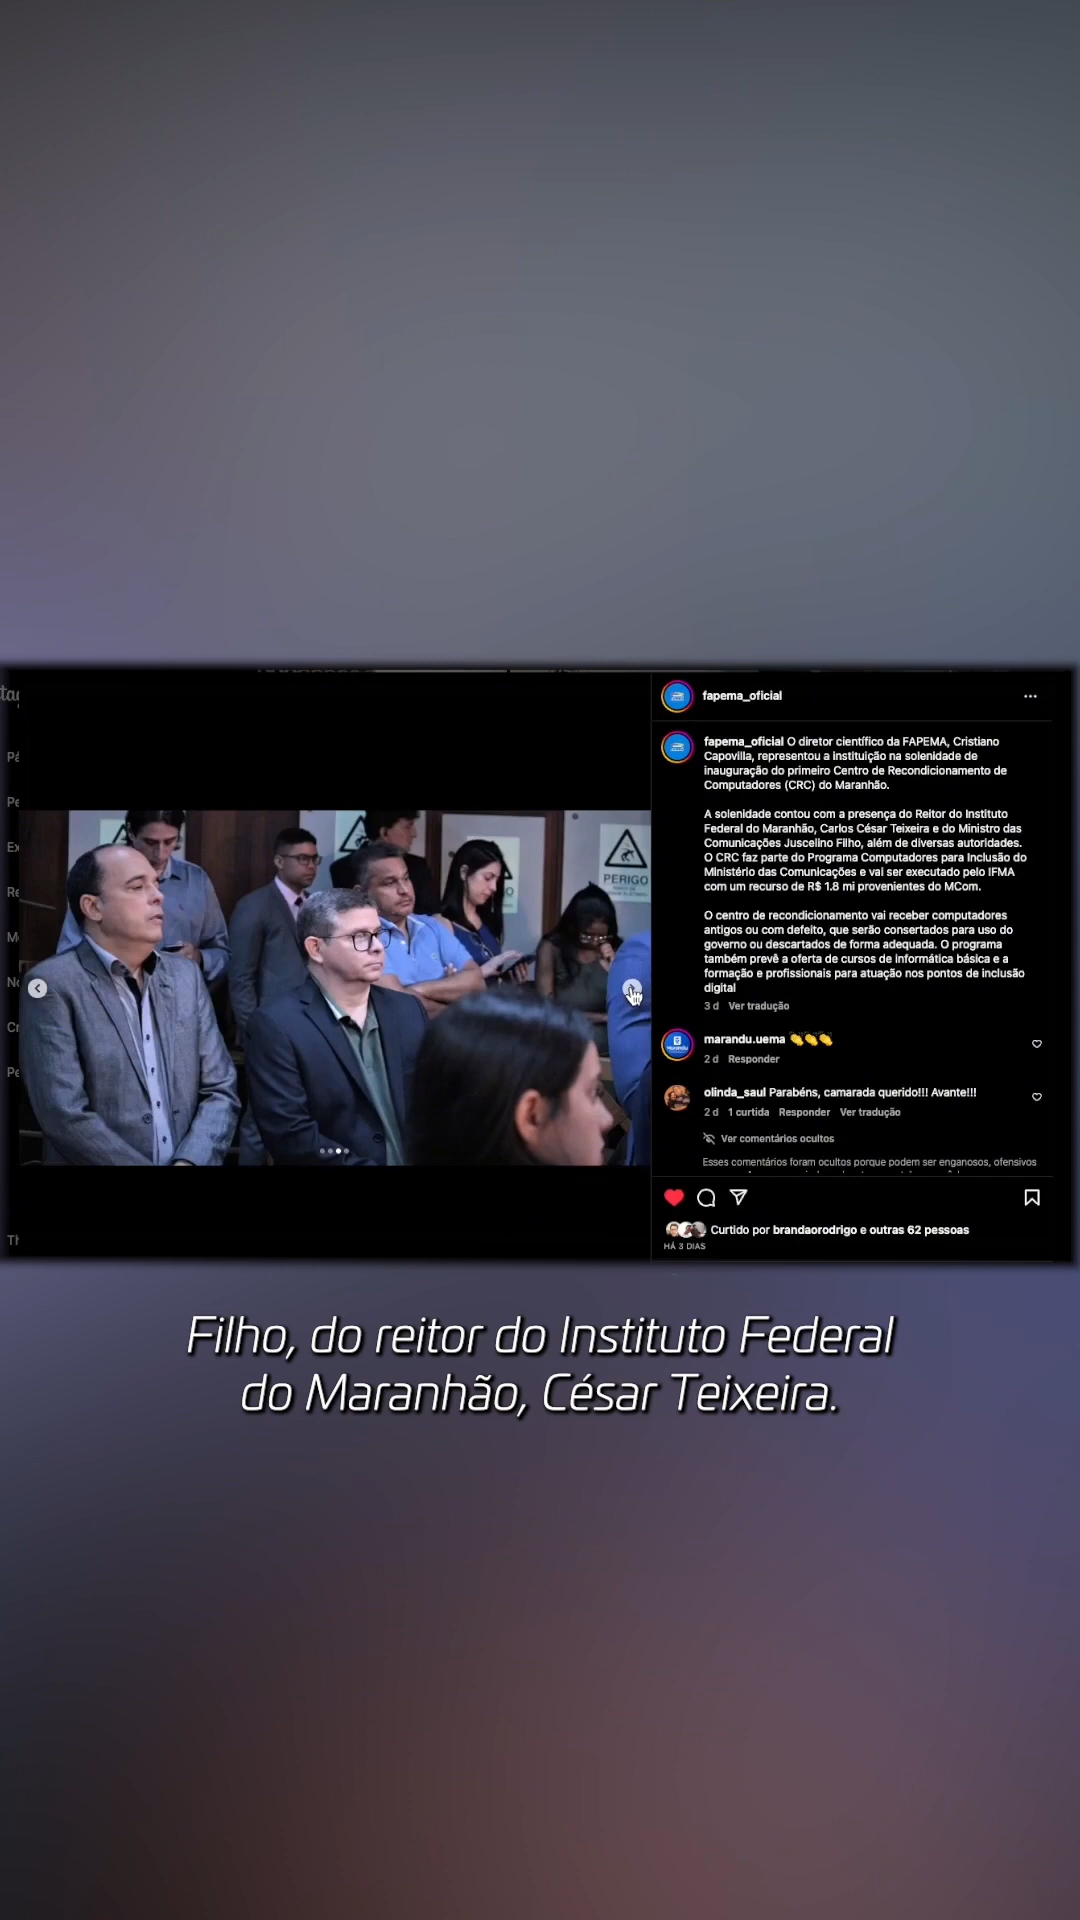 fapema_oficial
fapema_oficial O diretor científico da FAPEMA, Cristiano
Capovilla, representou a instituição na solenidade de
inauguração do primeiro Centro de Recondicionamento de
Computadores (CRC) do Maranhão.
A solenidade contou com a presença do Reitor do Instituto
Federal do Maranhão, Carlos César Teixeira e do Ministro das
Comunicações Juscelino Filho, além de diversas autoridades.
O CRC faz parte do Programa Computadores para Inclusão do
Ministério das Comunicações e vai ser executado pelo IFMA
com um recurso de R$ 1.8 mi provenientes do MCom.
O centro de recondicionamento vai receber computadores
antigos ou com defeito, que serão consertados para uso do
governo ou descartados de forma adequada. O programa
também prevê a oferta de cursos de informática básica e a
formação e profissionais para atuação nos pontos de inclusão
digital
3 d Ver tradução
marandu.uema 👏👏👏
2 d Responder
olinda_saul Parabéns, camarada querido!!! Avante!!!
2 d 1 curtida Responder Ver tradução
Ver comentários ocultos
Esses comentários foram ocultos porque podem ser enganosos, ofensivos
Curtido por brandaorodrigo e outras 62 pessoas
HÁ 3 DIAS
PERIGO
Filho, do reitor do Instituto Federal
do Maranhão, César Teixeira.